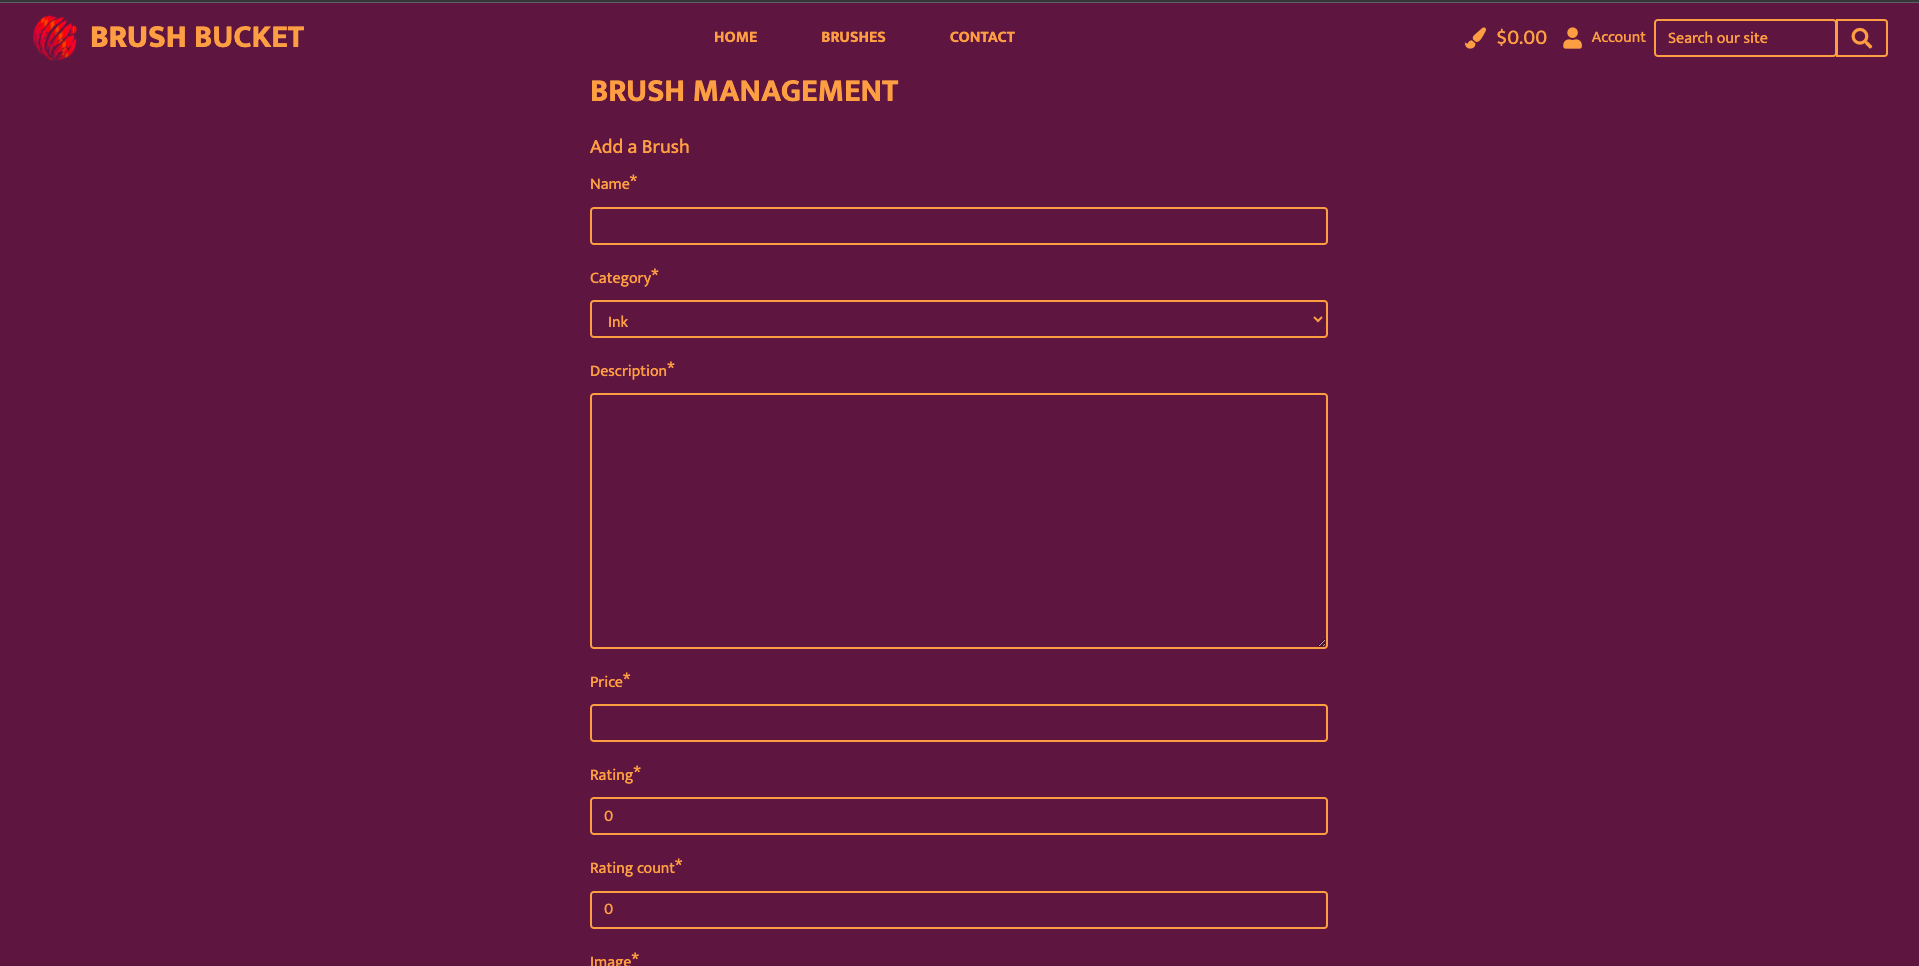 BRUSH BUCKET
HOME
BRUSHES
CONTACT
$0.00
Account
Search our site
BRUSH MANAGEMENT
Add a Brush
Name*
Category*
Ink
Description*
Price*
Rating*
0
Rating count*
0
Image*